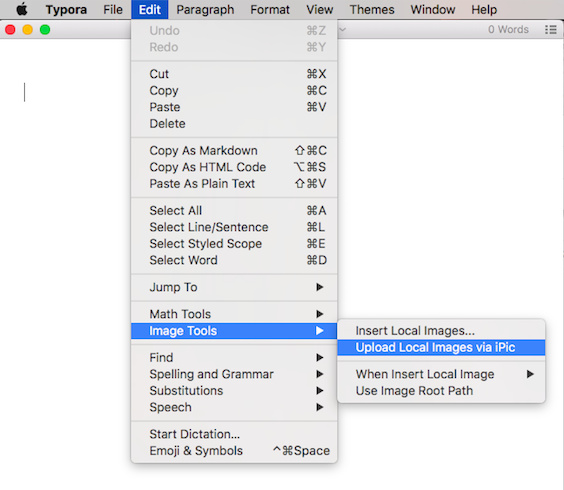 Typora File Edit Paragraph Format View Themes Window Help
0 Words
Undo ⌘Z
Redo ⌘Y
Cut ⌘X
Copy ⌘C
Paste ⌘V
Delete
Copy As Markdown ⇧⌘C
Copy As HTML Code ⌥⌘S
Paste As Plain Text ⇧⌘V
Select All ⌘A
Select Line/Sentence ⌘L
Select Styled Scope ⌘E
Select Word ⌘D
Jump To
Math Tools
Image Tools
Insert Local Images...
Upload Local Images via iPic
When Insert Local Image
Use Image Root Path
Find
Spelling and Grammar
Substitutions
Speech
Start Dictation...
Emoji & Symbols ^⌘Space